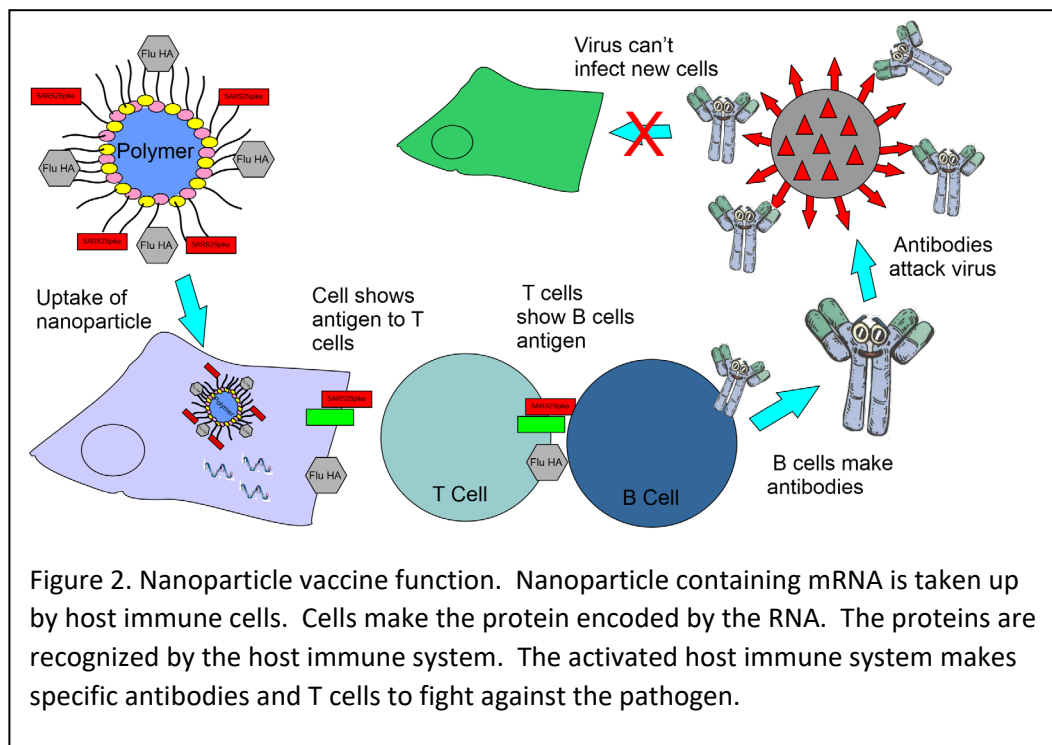 Flu HA
SARS2Spike
SARS2Spike
Polymer
Flu HA
Flu HA
SARS2Spike
SARS2Spike
Flu HA
Virus can't
infect new cells
Antibodies
attack virus
Uptake of
nanoparticle
Cell shows
antigen to T
cells
T cells
show B cells
antigen
Polymer
SARS2Spike
Flu HA
SARS2Spike
Flu HA
T Cell
B Cell
B cells make
antibodies
Figure 2. Nanoparticle vaccine function.  Nanoparticle containing mRNA is taken up
by host immune cells.  Cells make the protein encoded by the RNA.  The proteins are
recognized by the host immune system.  The activated host immune system makes
specific antibodies and T cells to fight against the pathogen.